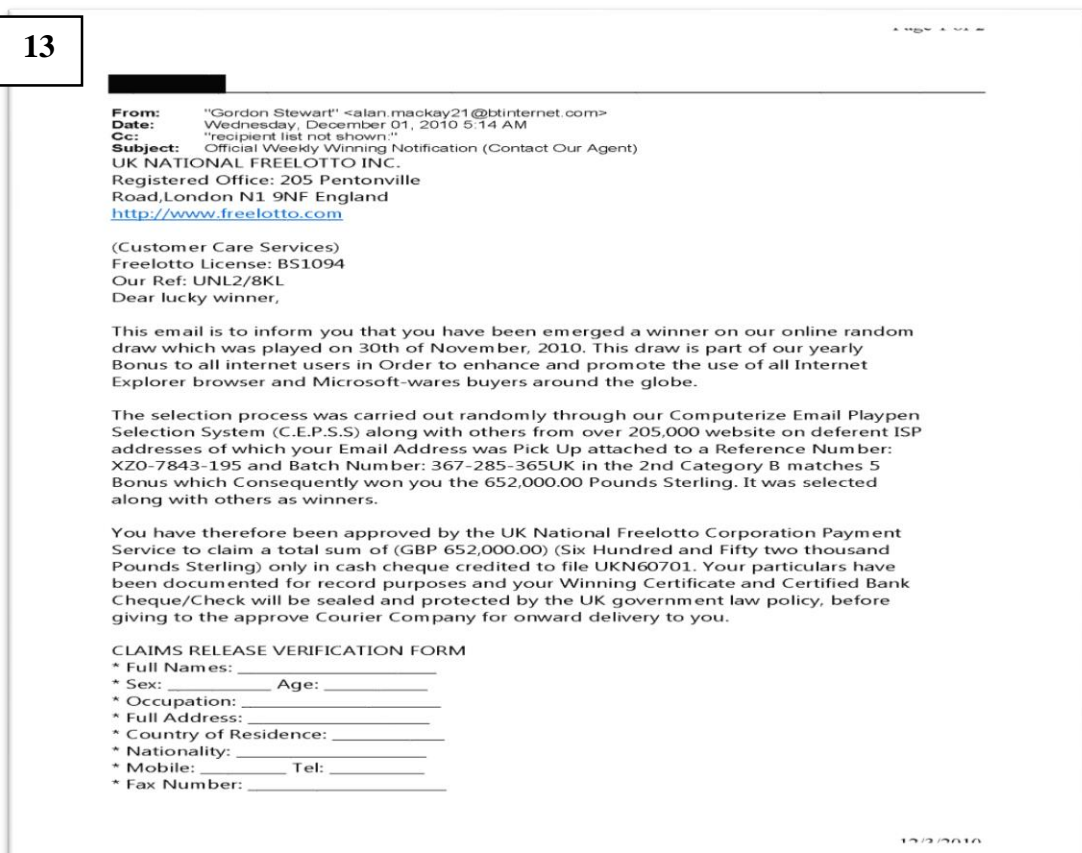 13
From: "Gordon Stewart" <alan.mackay21@btinternet.com>
Date: Wednesday, December 01, 2010 5:14 AM
Cc: "recipient list not shown:"
Subject: Official Weekly Winning Notification (Contact Our Agent)
UK NATIONAL FREELOTTO INC.
Registered Office: 205 Pentonville
Road,London N1 9NF England
http://www.freelotto.com
(Customer Care Services)
Freelotto License: BS1094
Our Ref: UNL2/8KL
Dear lucky winner,
This email is to inform you that you have been emerged a winner on our online random
draw which was played on 30th of November, 2010. This draw is part of our yearly
Bonus to all internet users in Order to enhance and promote the use of all Internet
Explorer browser and Microsoft-wares buyers around the globe.
The selection process was carried out randomly through our Computerize Email Playpen
Selection System (C.E.P.S.S) along with others from over 205,000 website on deferent ISP
addresses of which your Email Address was Pick Up attached to a Reference Number:
XZ0-7843-195 and Batch Number: 367-285-365UK in the 2nd Category B matches 5
Bonus which Consequently won you the 652,000.00 Pounds Sterling. It was selected
along with others as winners.
You have therefore been approved by the UK National Freelotto Corporation Payment
Service to claim a total sum of (GBP 652,000.00) (Six Hundred and Fifty two thousand
Pounds Sterling) only in cash cheque credited to file UKN60701. Your particulars have
been documented for record purposes and your Winning Certificate and Certified Bank
Cheque/Check will be sealed and protected by the UK government law policy, before
giving to the approve Courier Company for onward delivery to you.
CLAIMS RELEASE VERIFICATION FORM
* Full Names: ____________________
* Sex: ___________ Age: ___________
* Occupation: _____________________
* Full Address: ___________________
* Country of Residence: ____________
* Nationality: ____________________
* Mobile: _________ Tel: __________
* Fax Number: _____________________